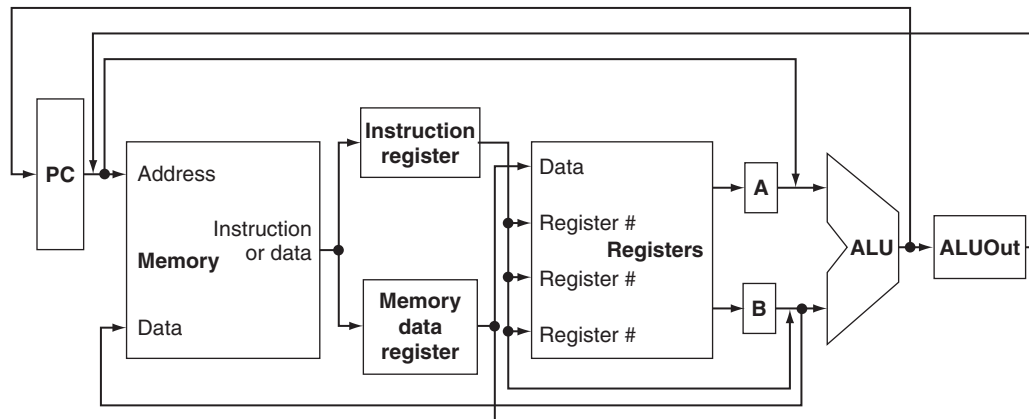 PC
Address
Memory
Instruction
or data
Data
Instruction
register
Memory
data
register
Data
Register #
Registers
Register #
Register #
A
B
ALU
ALUOut